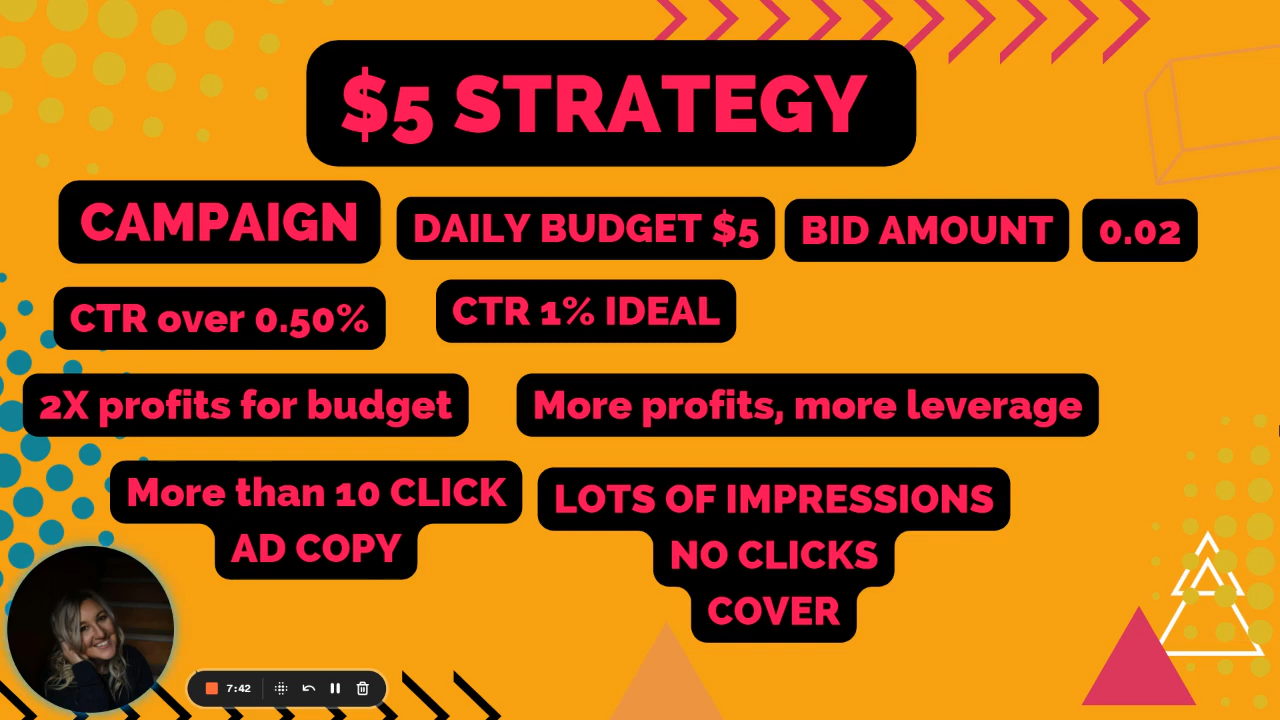 $5 STRATEGY
CAMPAIGN
DAILY BUDGET $5
BID AMOUNT
0.02
CTR over 0.50%
CTR 1% IDEAL
2X profits for budget
More profits, more leverage
More than 10 CLICK
AD COPY
LOTS OF IMPRESSIONS
NO CLICKS
COVER
7:42